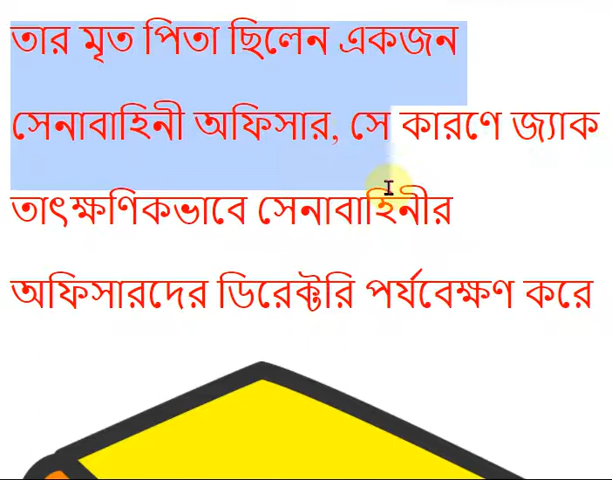 তার মৃত পিতা ছিলেন একজন
সেনাবাহিনী অফিসার, সে কারণে জ্যাক
তাৎক্ষণিকভাবে সেনাবাহিনীর
অফিসারদের ডিরেক্টরি পর্যবেক্ষণ করে